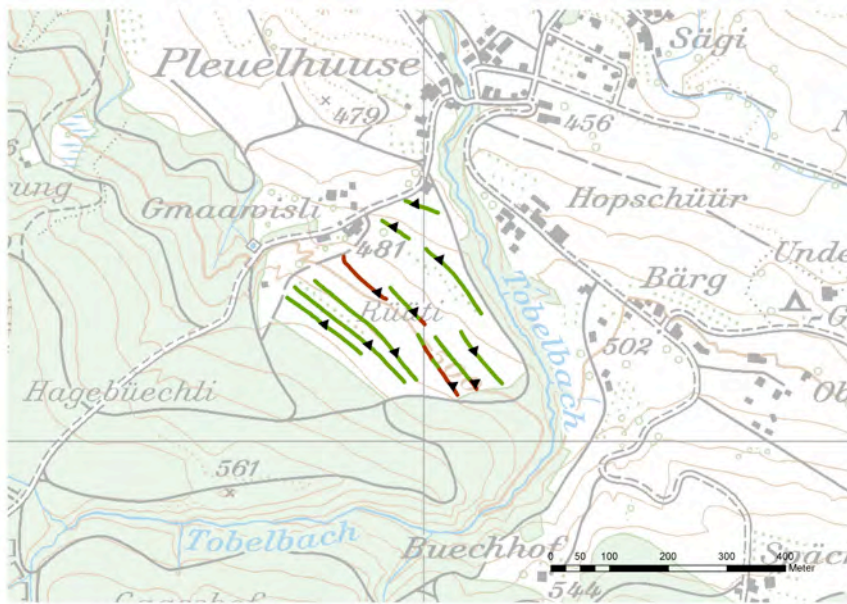 Sägi
Pleuelhuuse
479
456
Gmaarwisli
Hopschüür
481
Unde
Bärg
Rüüti
Tobelbach
502
Hagebüechli
561
Tobelbach
Buechhof
544
0 50 100 200 300 400
Meter